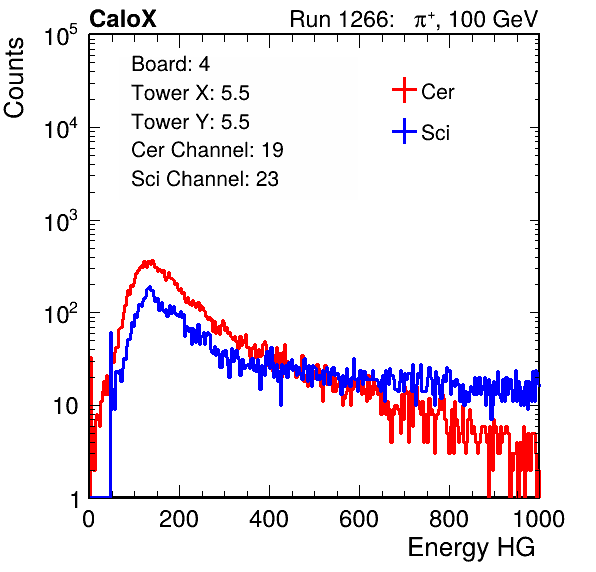 CaloX Run 1266: π⁺, 100 GeV
Board: 4
Tower X: 5.5
Tower Y: 5.5
Cer Channel: 19
Sci Channel: 23
Cer
Sci
Counts
10⁵
10⁴
10³
10²
10
1
0 200 400 600 800 1000
Energy HG